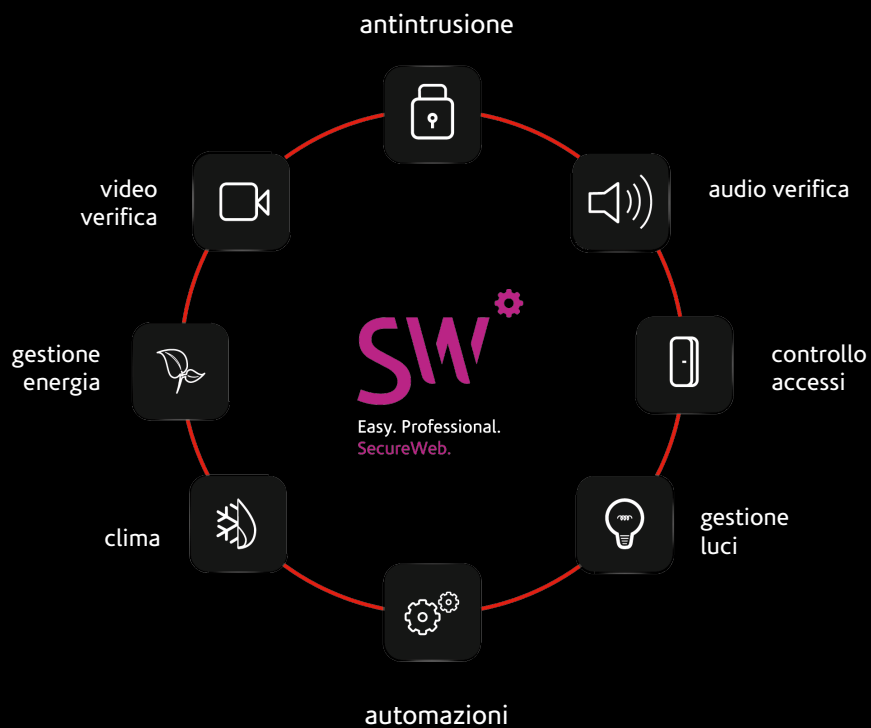 antintrusione
video
verifica
audio verifica
SW
gestione
energia
controllo
accessi
Easy. Professional.
SecureWeb.
clima
gestione
luci
automazioni